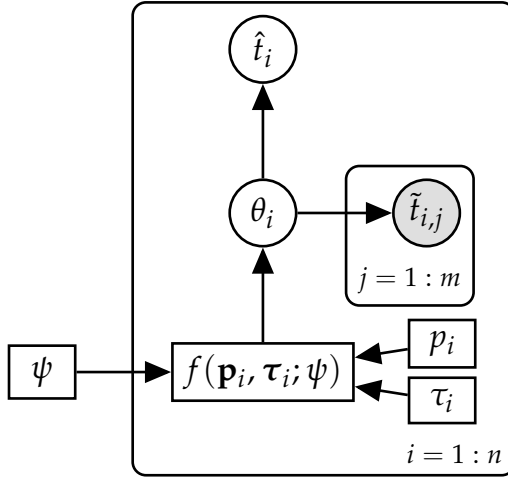 t̂ᵢ
θᵢ
t̃ᵢ,ⱼ
j = 1 : m
ψ
f(𝐩ᵢ, 𝛕ᵢ; ψ)
pᵢ
τᵢ
i = 1 : n